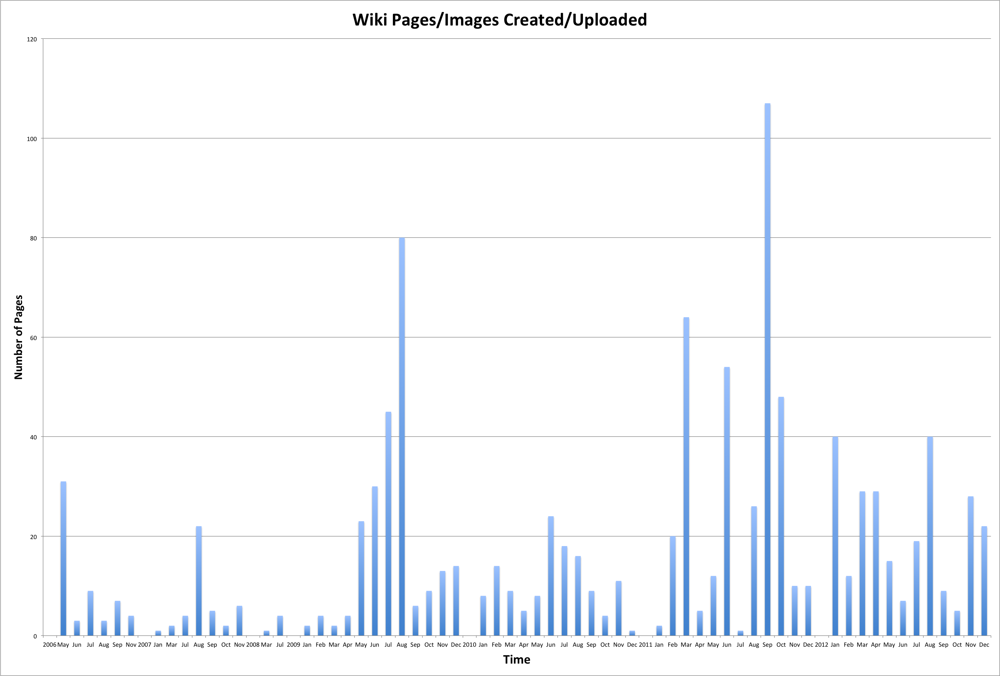 Wiki Pages/Images Created/Uploaded
120
100
80
60
40
20
0
Number of Pages
2006 May Jun Jul Aug Sep Nov 2007 Jan Mar Jul Aug Sep Oct Nov 2008 Mar Jul 2009 Jan Feb Mar Apr May Jun Jul Aug Sep Oct Nov Dec 2010 Jan Feb Mar Apr May Jun Jul Aug Sep Oct Nov Dec 2011 Jan Feb Mar Apr May Jun Jul Aug Sep Oct Nov Dec 2012 Jan Feb Mar Apr May Jun Jul Aug Sep Oct Nov Dec
Time